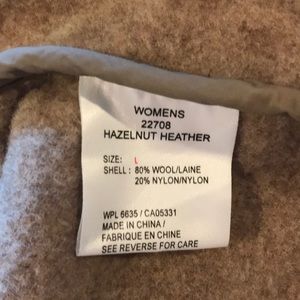 WOMENS
22708
HAZELNUT HEATHER
SIZE: L
SHELL : 80% WOOL/LAINE
20% NYLON/NYLON
WPL 6635 / CA05331
MADE IN CHINA /
FABRIQUE EN CHINE
SEE REVERSE FOR CARE